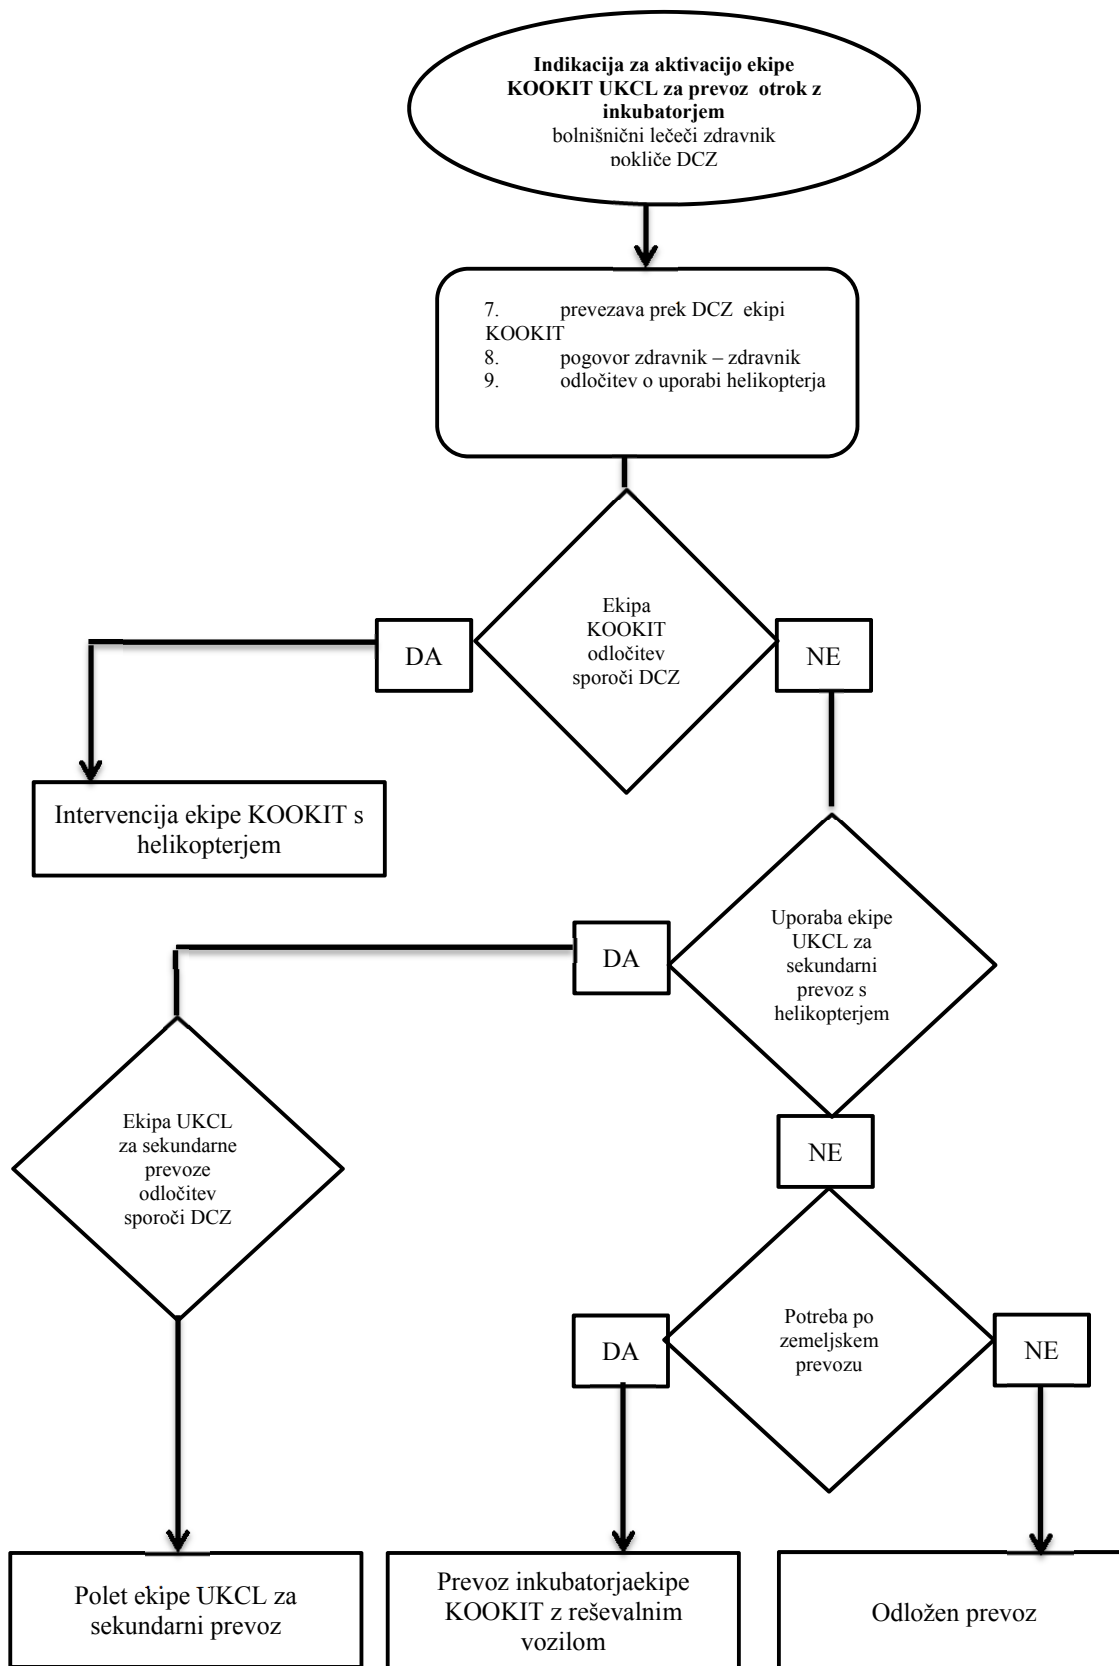 Indikacija za aktivacijo ekipe
KOOKIT UKCL za prevoz otrok z
inkubatorjem
bolnišnični lečeči zdravnik
pokliče DCZ
7. prevezava prek DCZ ekipi
KOOKIT
8. pogovor zdravnik – zdravnik
9. odločitev o uporabi helikopterja
Ekipa
KOOKIT
odločitev
sporoči DCZ
DA
NE
Intervencija ekipe KOOKIT s
helikopterjem
Uporaba ekipe
UKCL za
sekundarni
prevoz s
helikopterjem
DA
Ekipa UKCL
za sekundarne
prevoze
odločitev
sporoči DCZ
NE
Potreba po
zemeljskem
prevozu
DA
NE
Polet ekipe UKCL za
sekundarni prevoz
Prevoz inkubatorjaekipe
KOOKIT z reševalnim
vozilom
Odložen prevoz